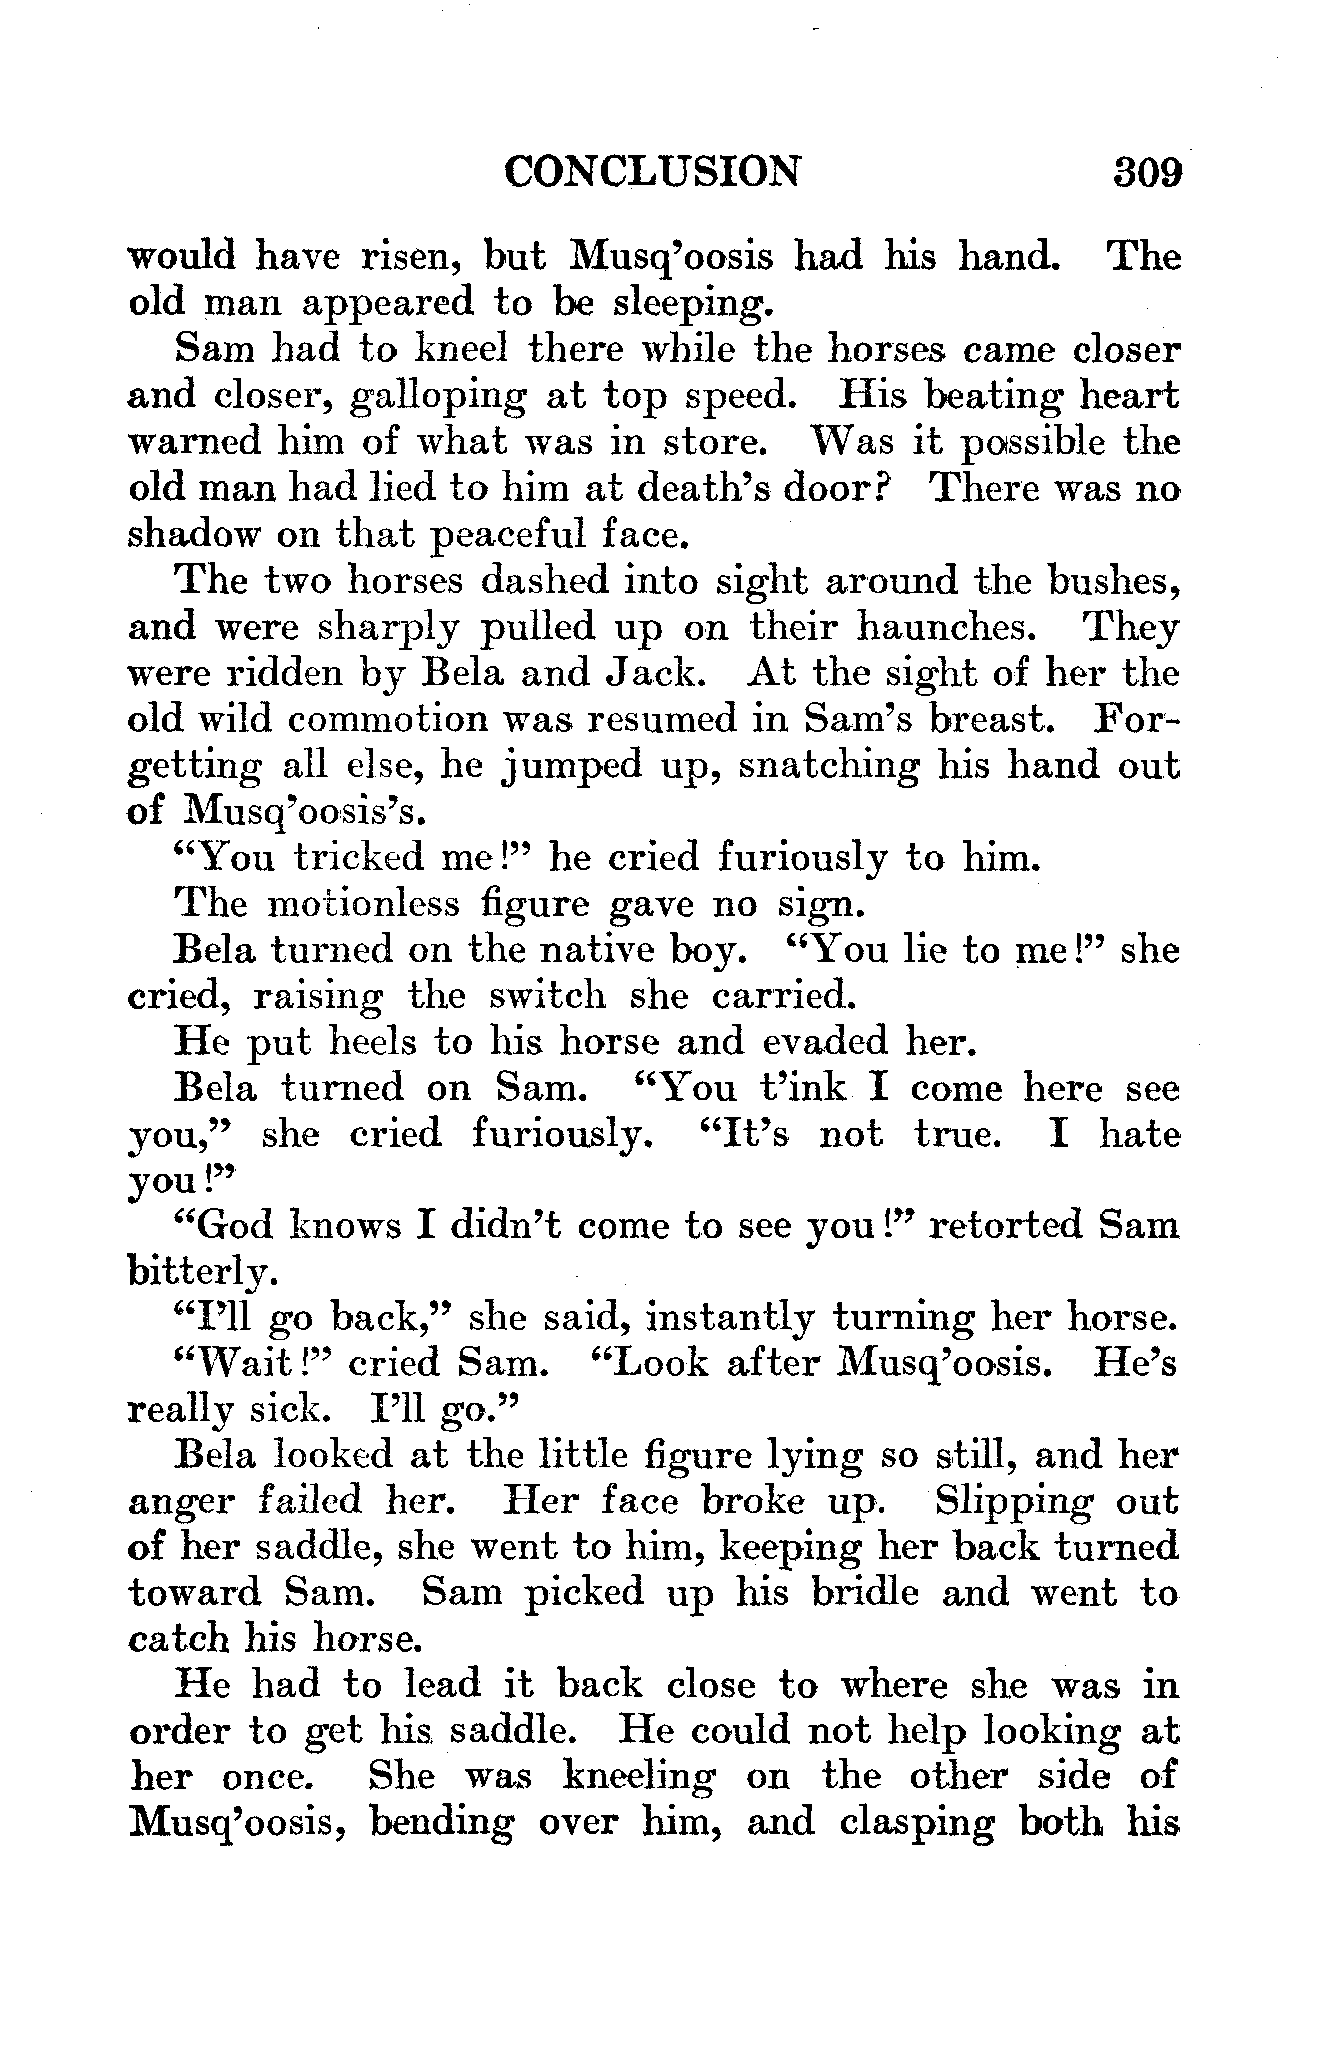 CONCLUSION 309
would have risen, but Musq’oosis had his hand. The
old man appeared to be sleeping.
Sam had to kneel there while the horses came closer
and closer, galloping at top speed. His beating heart
warned him of what was in store. Was it possible the
old man had lied to him at death’s door? There was no
shadow on that peaceful face.
The two horses dashed into sight around the bushes,
and were sharply pulled up on their haunches. They
were ridden by Bela and Jack. At the sight of her the
old wild commotion was resumed in Sam’s breast. For-
getting all else, he jumped up, snatching his hand out
of Musq’oosis’s.
“You tricked me!” he cried furiously to him.
The motionless figure gave no sign.
Bela turned on the native boy. “You lie to me!” she
cried, raising the switch she carried.
He put heels to his horse and evaded her.
Bela turned on Sam. “You t’ink I come here see
you,” she cried furiously. “It’s not true. I hate
you!”
“God knows I didn’t come to see you!” retorted Sam
bitterly.
“I’ll go back,” she said, instantly turning her horse.
“Wait!” cried Sam. “Look after Musq’oosis. He’s
really sick. I’ll go.”
Bela looked at the little figure lying so still, and her
anger failed her. Her face broke up. Slipping out
of her saddle, she went to him, keeping her back turned
toward Sam. Sam picked up his bridle and went to
catch his horse.
He had to lead it back close to where she was in
order to get his saddle. He could not help looking at
her once. She was kneeling on the other side of
Musq’oosis, bending over him, and clasping both his